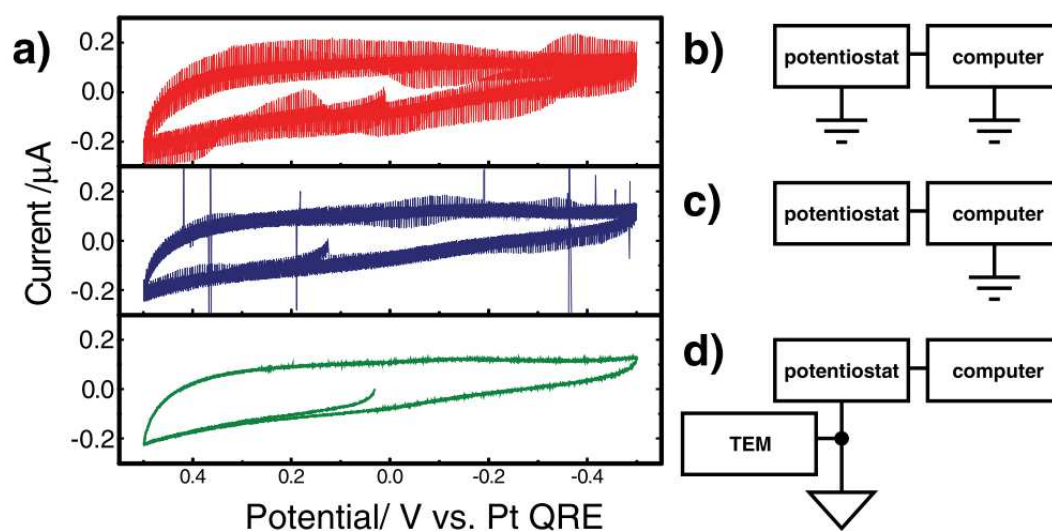 a)
Current /μA
0.2
0.0
-0.2
0.2
0.0
-0.2
0.2
0.0
-0.2
0.4 0.2 0.0 -0.2 -0.4
Potential/ V vs. Pt QRE
b)
potentiostat computer
c)
potentiostat computer
d)
potentiostat computer
TEM